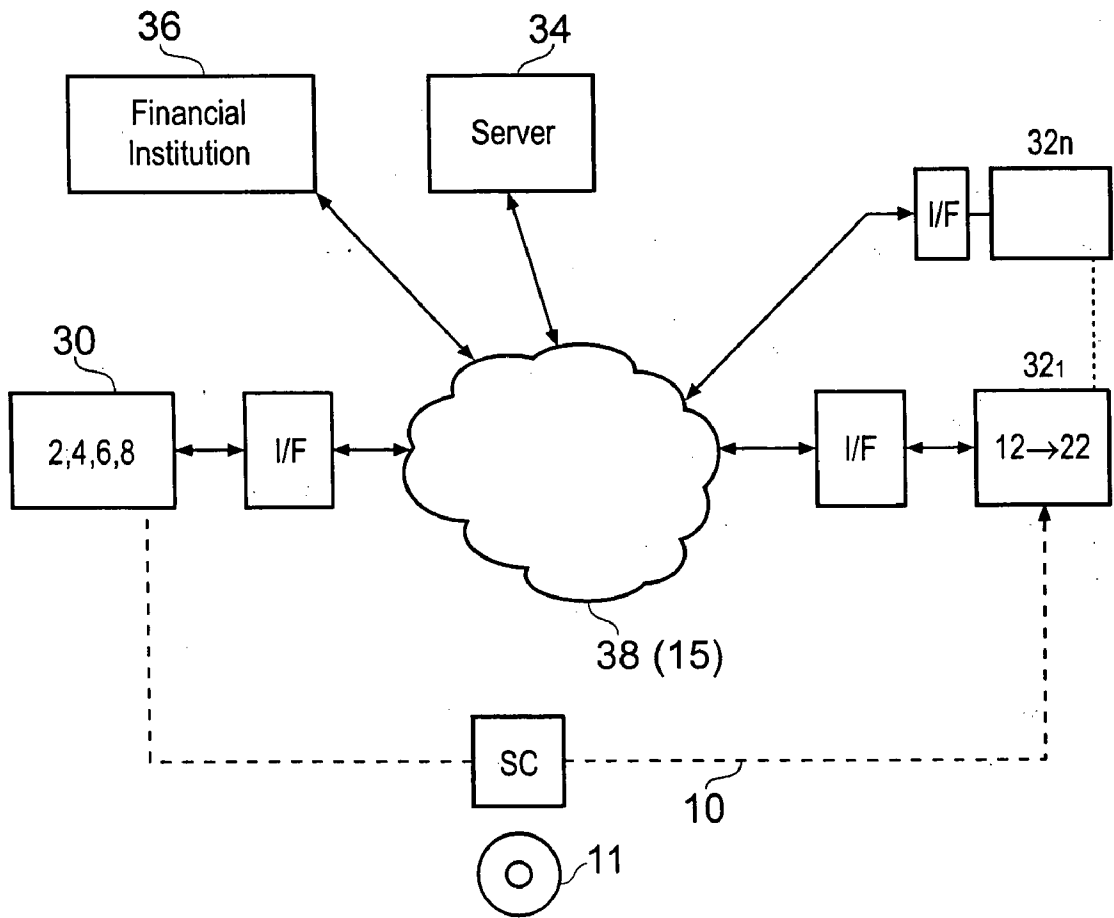 36
34
Financial
Institution
Server
32n
I/F
30
32₁
2,4,6,8
I/F
I/F
12→22
38 (15)
SC
10
11